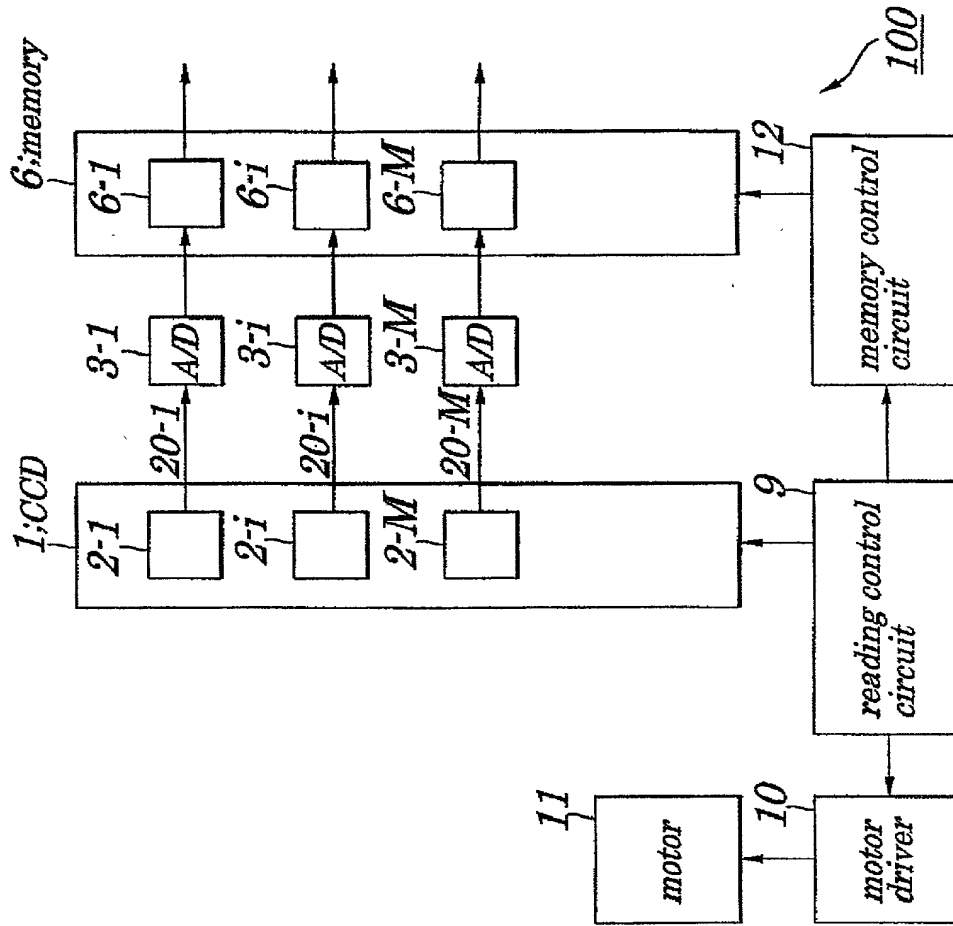 6;memory
6-1
6-i
6-M
3-1
A/D
3-i
A/D
3-M
A/D
20-1
20-i
20-M
1;CCD
2-1
2-i
2-M
100
12
memory control
circuit
9
reading control
circuit
11
motor
10
motor
driver